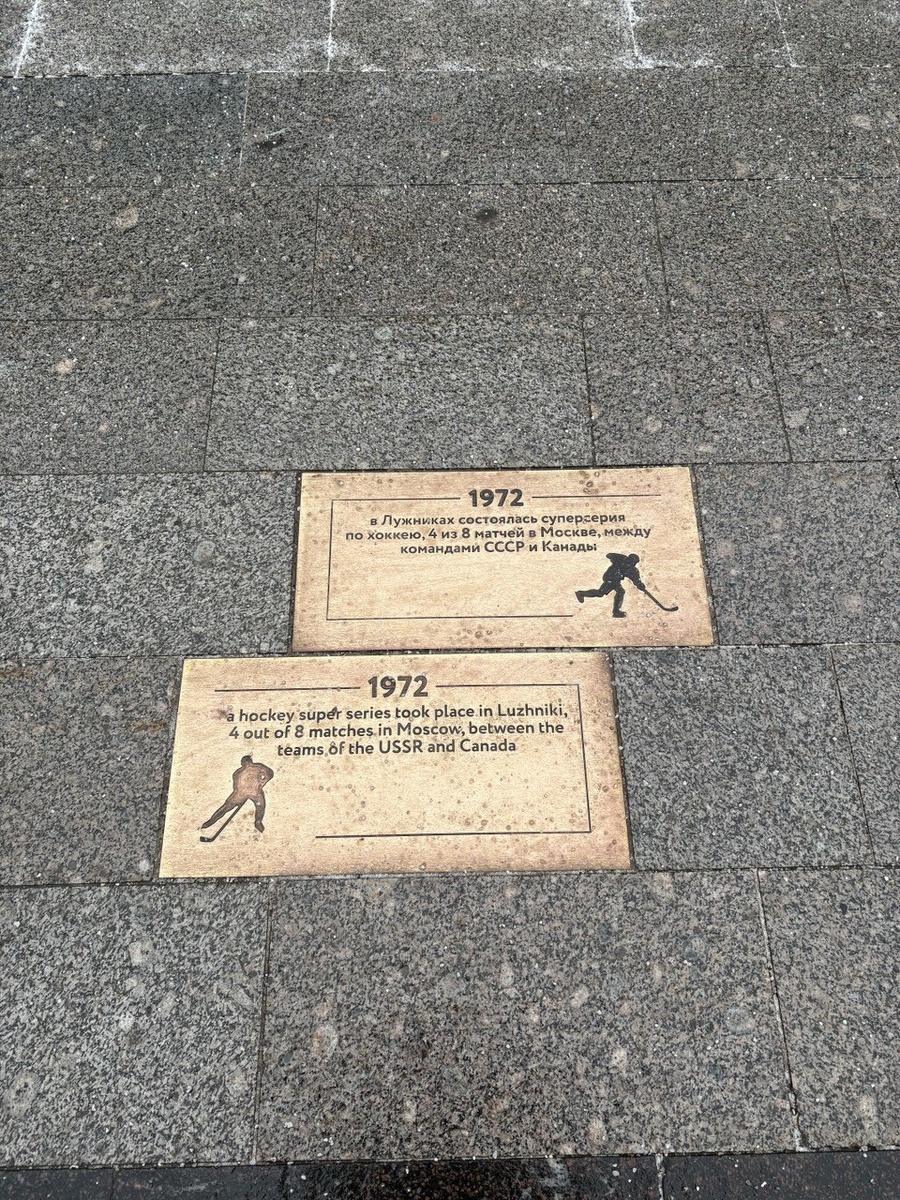 1972
в Лужниках состоялась суперсерия
по хоккею, 4 из 8 матчей в Москве, между
командами СССР и Канады
1972
a hockey super series took place in Luzhniki,
4 out of 8 matches in Moscow, between the
teams of the USSR and Canada